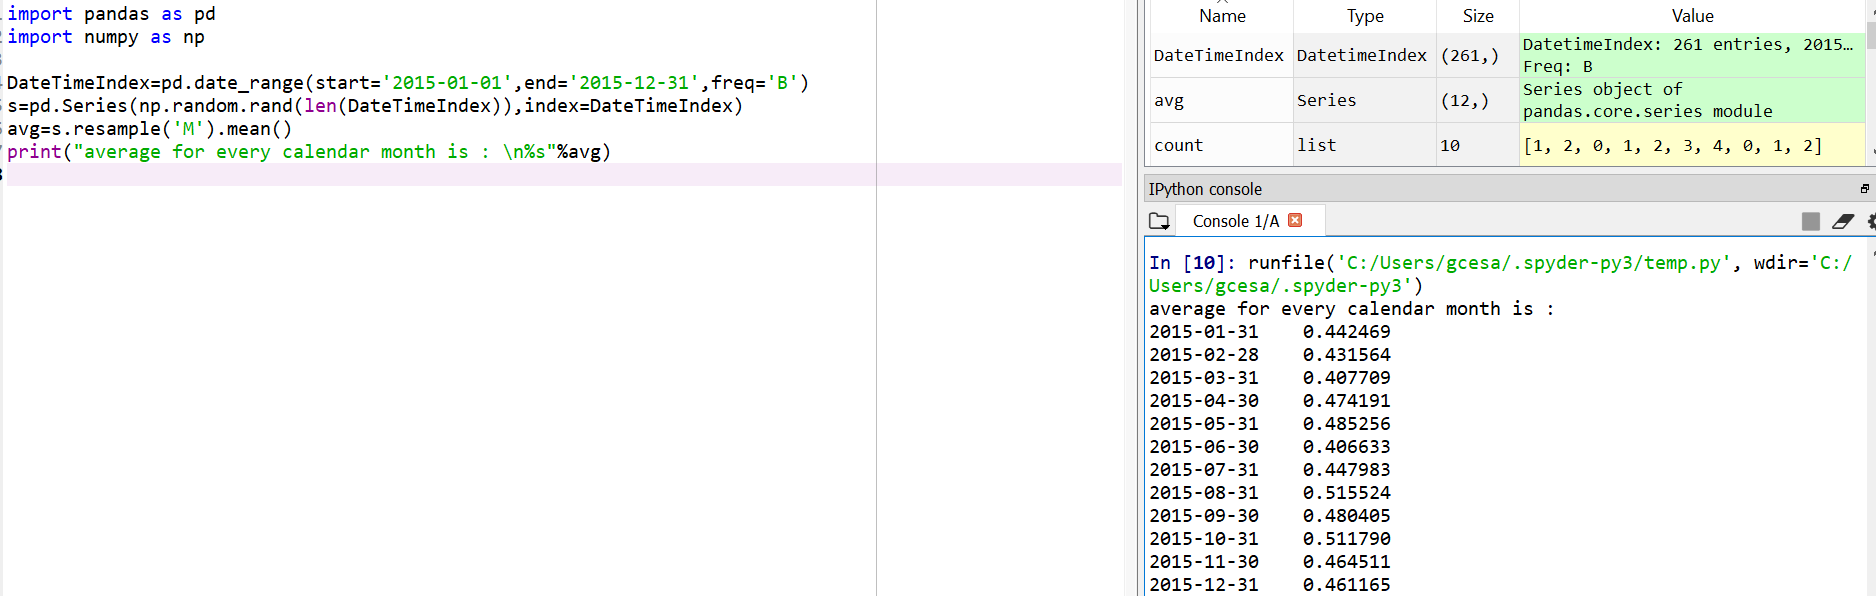 import pandas as pd
import numpy as np
DateTimeIndex=pd.date_range(start='2015-01-01',end='2015-12-31',freq='B')
s=pd.Series(np.random.rand(len(DateTimeIndex)),index=DateTimeIndex)
avg=s.resample('M').mean()
print("average for every calendar month is : \n%s"%avg)
Name Type Size Value
DateTimeIndex DatetimeIndex (261,) DatetimeIndex: 261 entries, 2015…
Freq: B
avg Series (12,) Series object of
pandas.core.series module
count list 10 [1, 2, 0, 1, 2, 3, 4, 0, 1, 2]
IPython console
Console 1/A
In [10]: runfile('C:/Users/gcesa/.spyder-py3/temp.py', wdir='C:/
Users/gcesa/.spyder-py3')
average for every calendar month is :
2015-01-31 0.442469
2015-02-28 0.431564
2015-03-31 0.407709
2015-04-30 0.474191
2015-05-31 0.485256
2015-06-30 0.406633
2015-07-31 0.447983
2015-08-31 0.515524
2015-09-30 0.480405
2015-10-31 0.511790
2015-11-30 0.464511
2015-12-31 0.461165